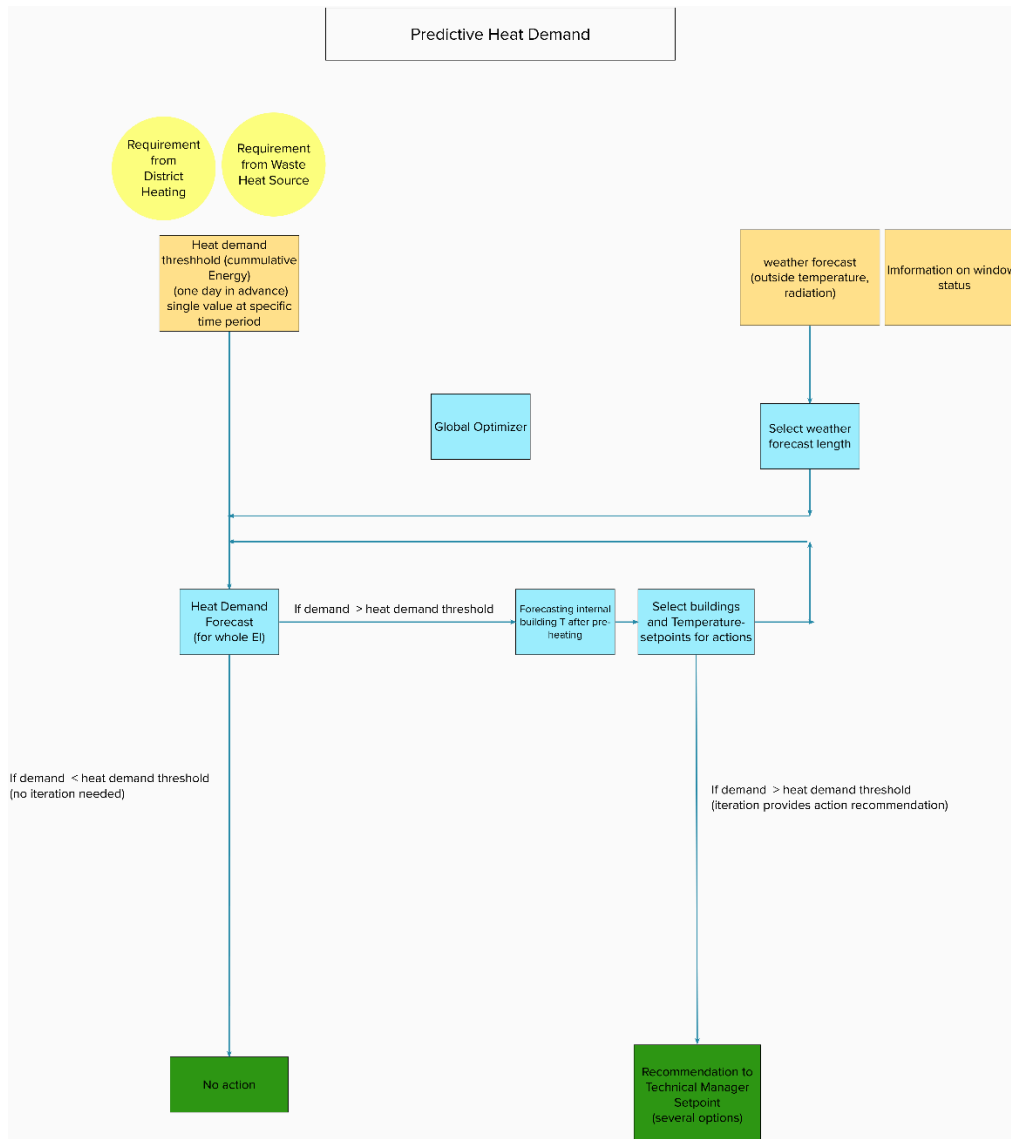 Predictive Heat Demand
Requirement
from
District
Heating
Requirement
from Waste
Heat Source
Heat demand
threshhold (cummulative
Energy)
(one day in advance)
single value at specific
time period
weather forecast
(outside temperature,
radiation)
Imformation on window
status
Global Optimizer
Select weather
forecast length
Heat Demand
Forecast
(for whole EI)
If demand  > heat demand threshold
Forecasting internal
building T after pre-
heating
Select buildings
and Temperature-
setpoints for actions
If demand  < heat demand threshold
(no iteration needed)
If demand  > heat demand threshold
(iteration provides action recommendation)
No action
Recommendation to
Technical Manager
Setpoint
(several options)